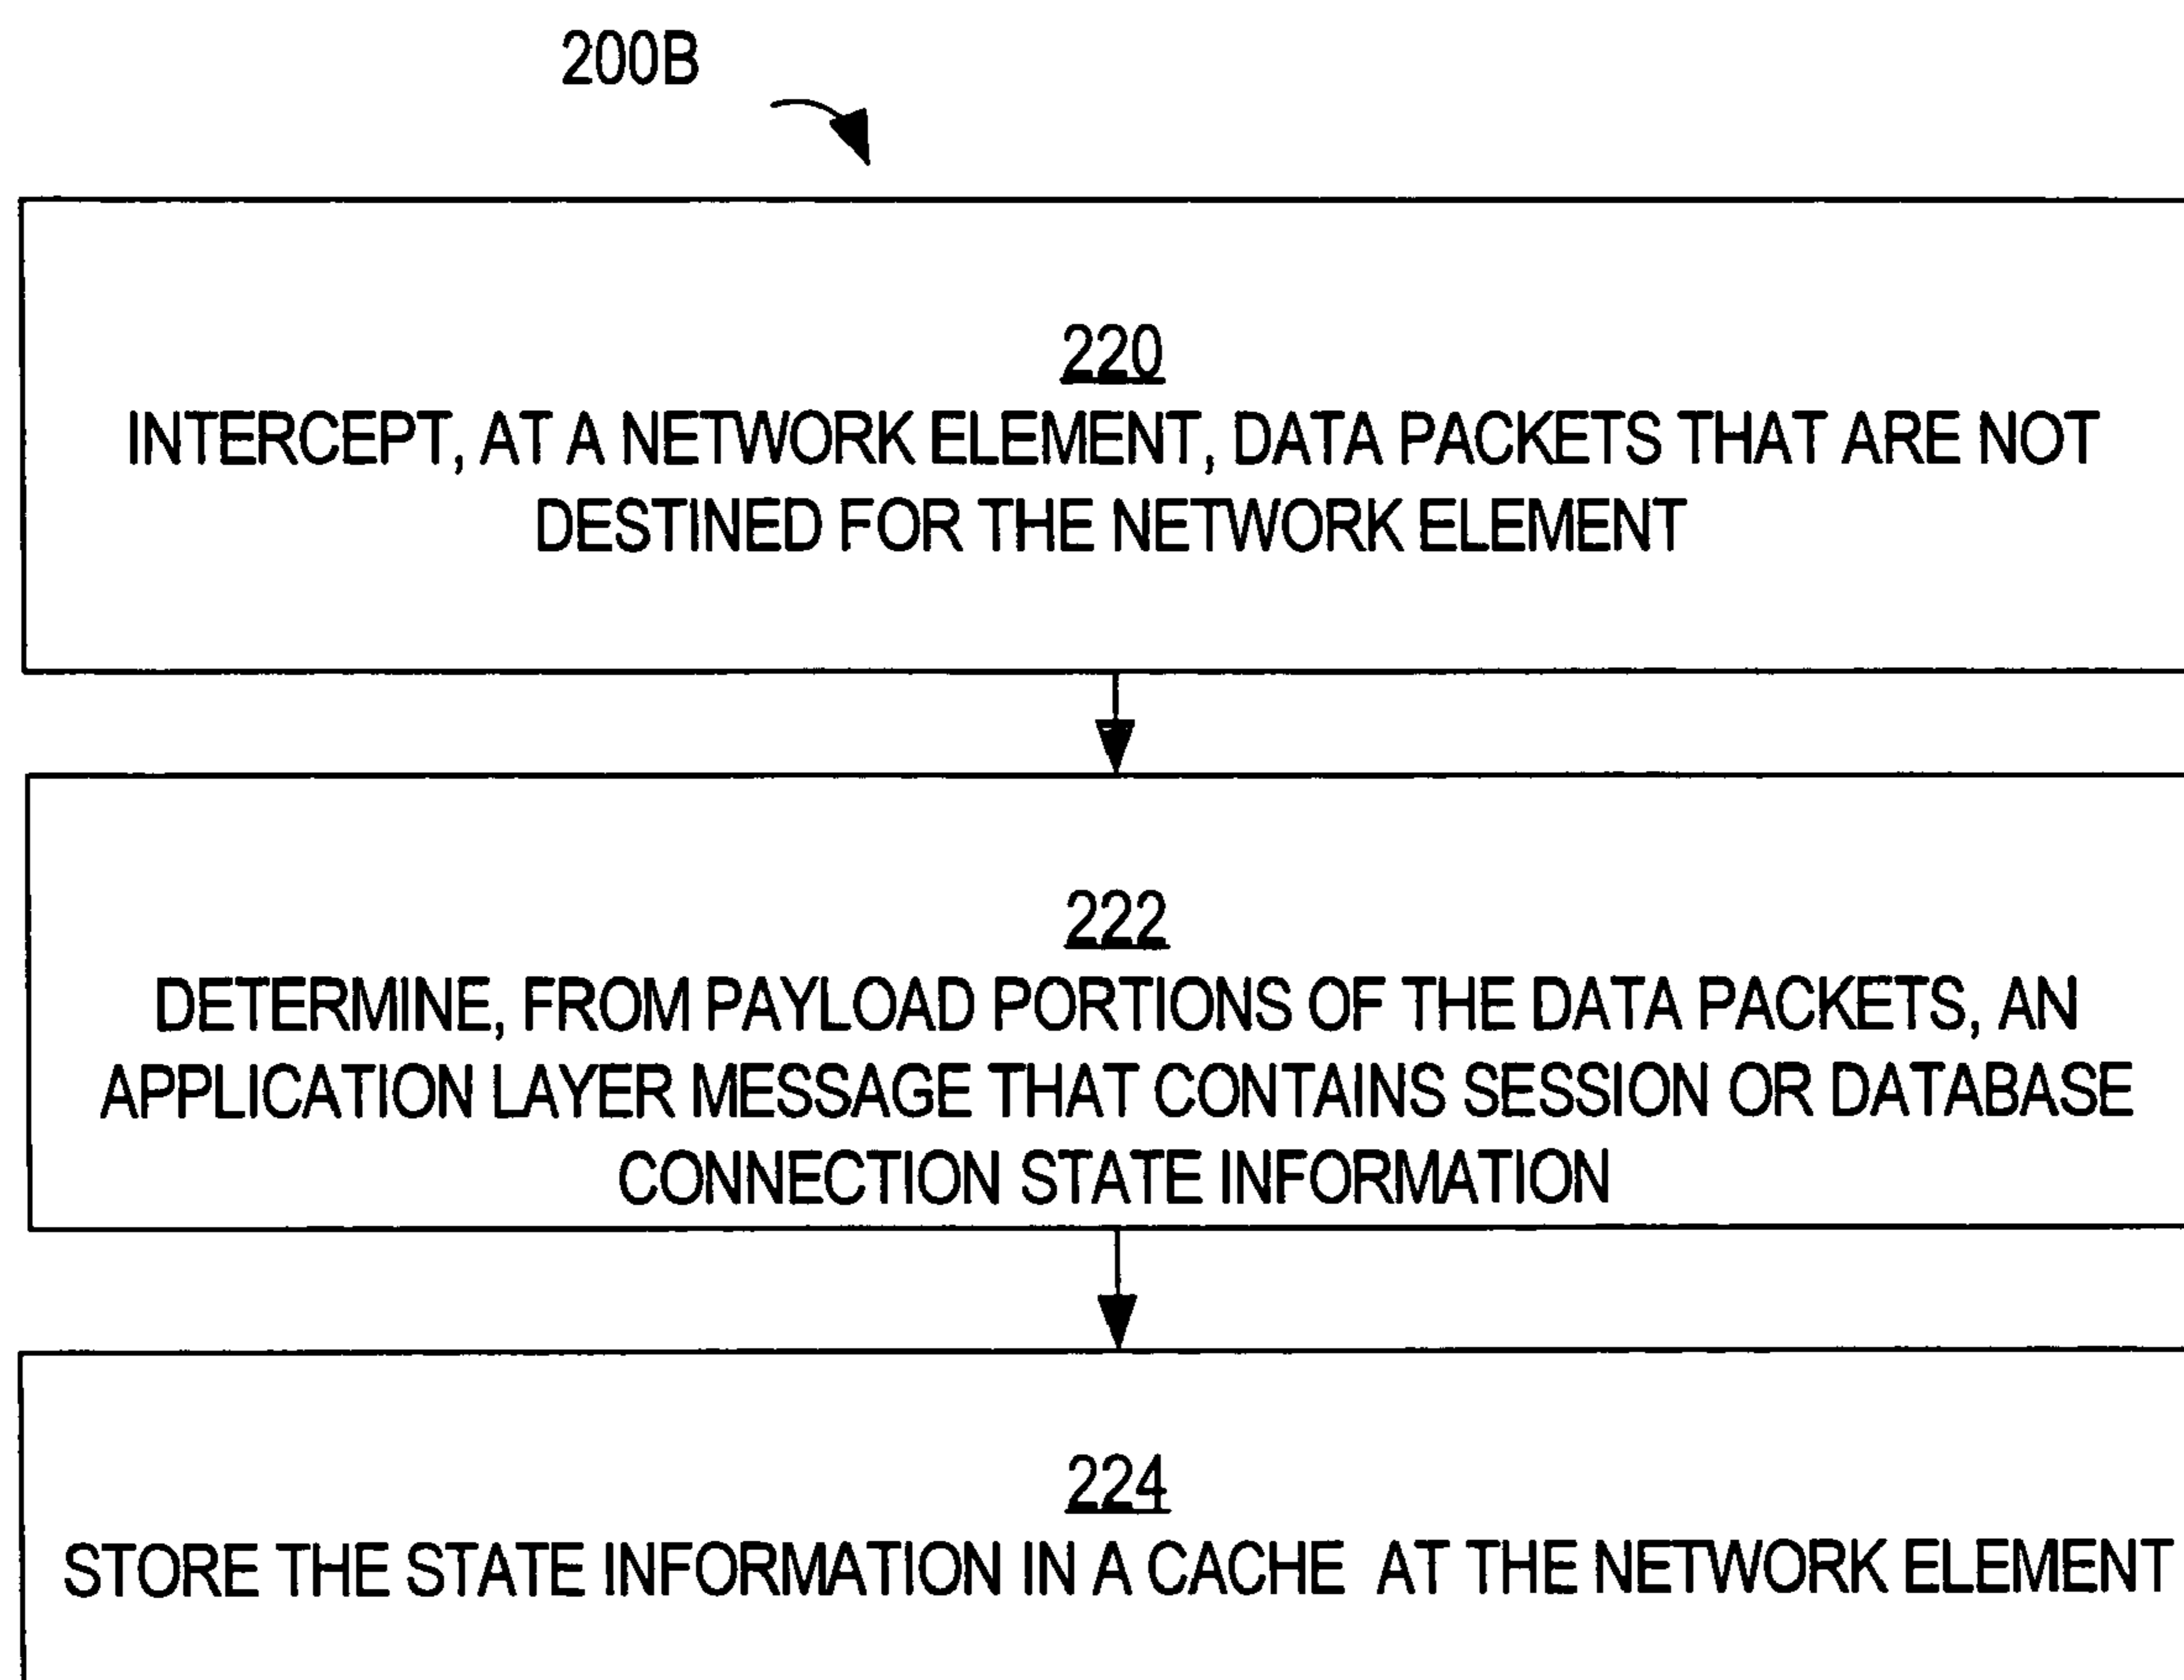 200B
220
INTERCEPT, AT A NETWORK ELEMENT, DATA PACKETS THAT ARE NOT
DESTINED FOR THE NETWORK ELEMENT
222
DETERMINE, FROM PAYLOAD PORTIONS OF THE DATA PACKETS, AN
APPLICATION LAYER MESSAGE THAT CONTAINS SESSION OR DATABASE
CONNECTION STATE INFORMATION
224
STORE THE STATE INFORMATION IN A CACHE AT THE NETWORK ELEMENT